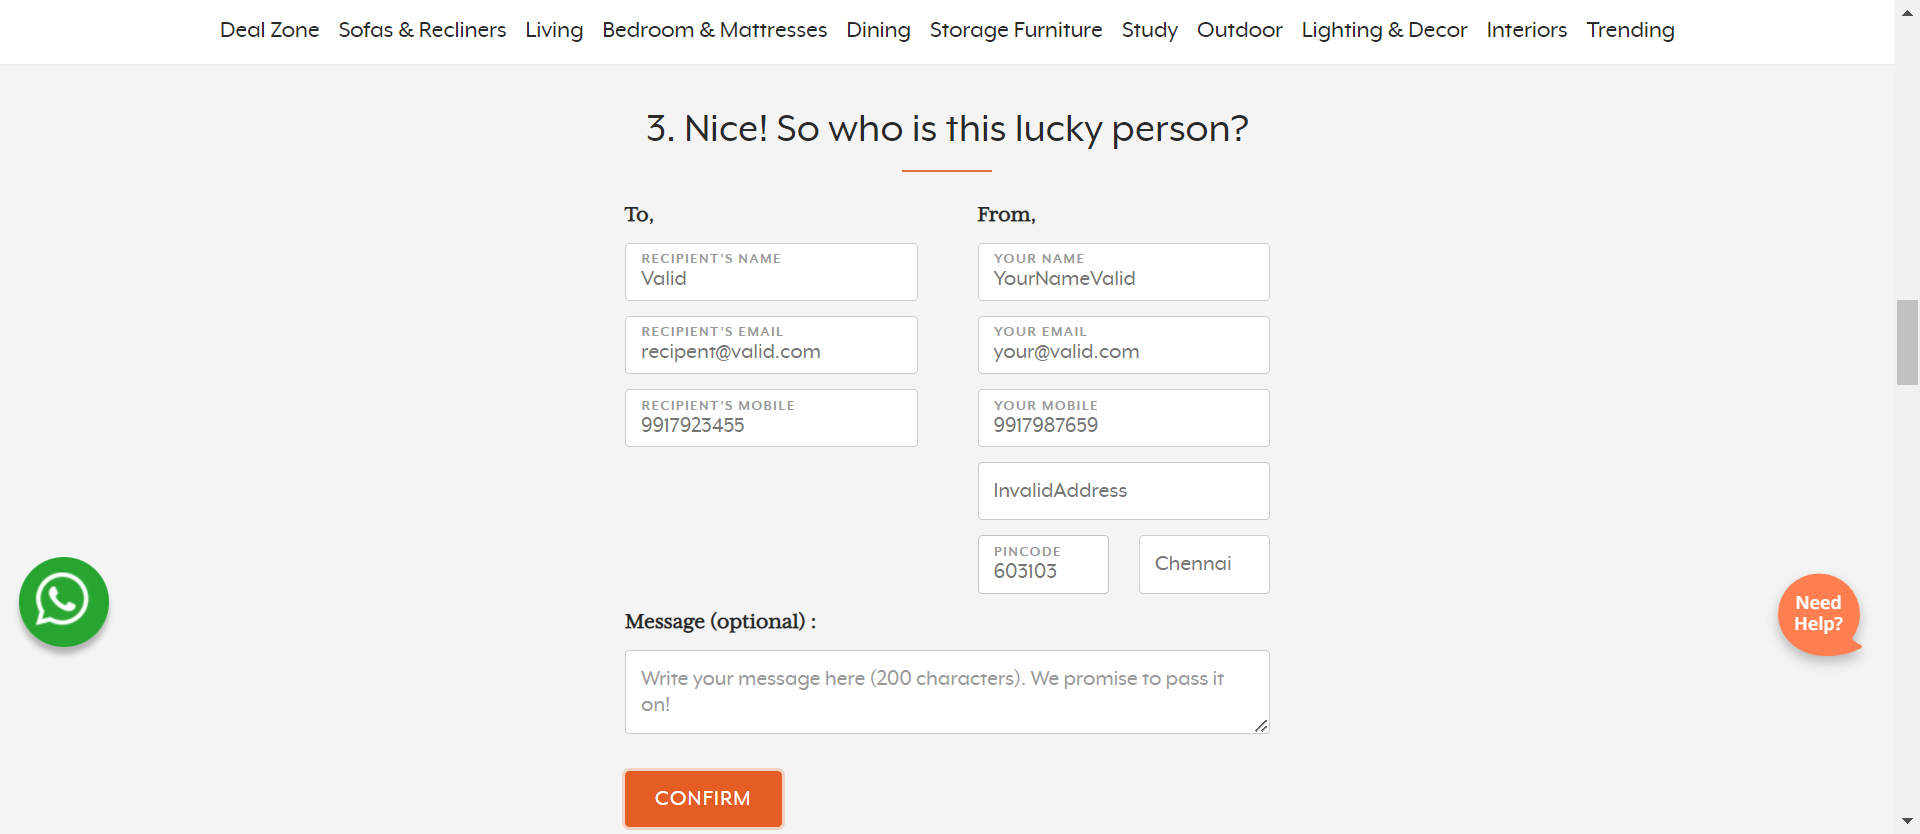 Deal Zone Sofas & Recliners Living Bedroom & Mattresses Dining Storage Furniture Study Outdoor Lighting & Decor Interiors Trending
3. Nice! So who is this lucky person?
To,
RECIPIENT'S NAME
Valid
RECIPIENT'S EMAIL
recipent@valid.com
RECIPIENT'S MOBILE
9917923455
From,
YOUR NAME
YourNameValid
YOUR EMAIL
your@valid.com
YOUR MOBILE
9917987659
InvalidAddress
PINCODE
603103
Chennai
Message (optional) :
Write your message here (200 characters). We promise to pass it
on!
CONFIRM
Need
Help?